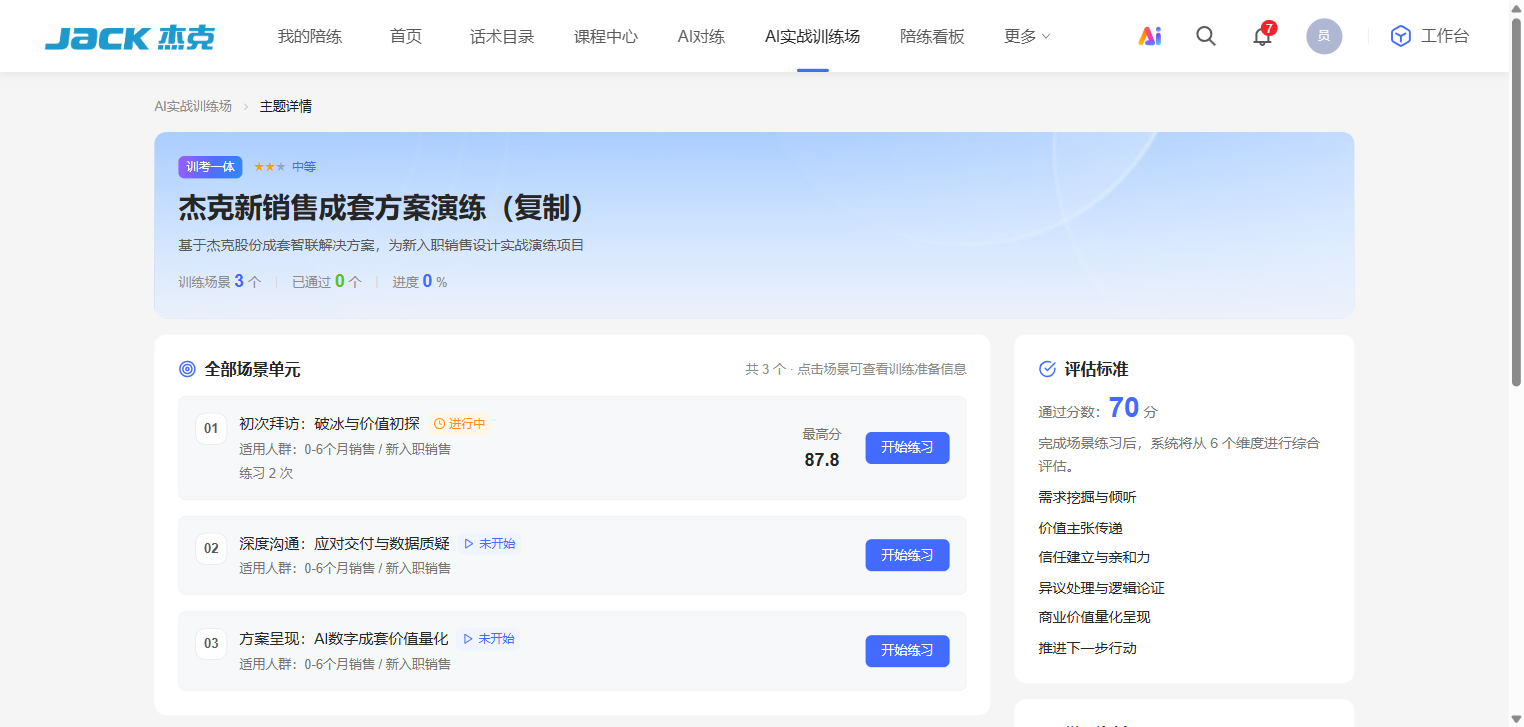 JACK 杰克 我的陪练 首页 话术目录 课程中心 AI对练 AI实战训练场 陪练看板 更多 Ai 7 员 工作台
AI实战训练场 > 主题详情
训考一体 ★★★ 中等
杰克新销售成套方案演练（复制）
基于杰克股份成套智联解决方案，为新入职销售设计实战演练项目
训练场景 3 个 已通过 0 个 进度 0 %
全部场景单元 共 3 个 · 点击场景可查看训练准备信息
01 初次拜访：破冰与价值初探 进行中
适用人群：0-6个月销售 / 新入职销售
练习 2 次
最高分
87.8
开始练习
02 深度沟通：应对交付与数据质疑 未开始
适用人群：0-6个月销售 / 新入职销售
开始练习
03 方案呈现：AI数字成套价值量化 未开始
适用人群：0-6个月销售 / 新入职销售
开始练习
评估标准
通过分数： 70 分
完成场景练习后，系统将从 6 个维度进行综合
评估。
需求挖掘与倾听
价值主张传递
信任建立与亲和力
异议处理与逻辑论证
商业价值量化呈现
推进下一步行动